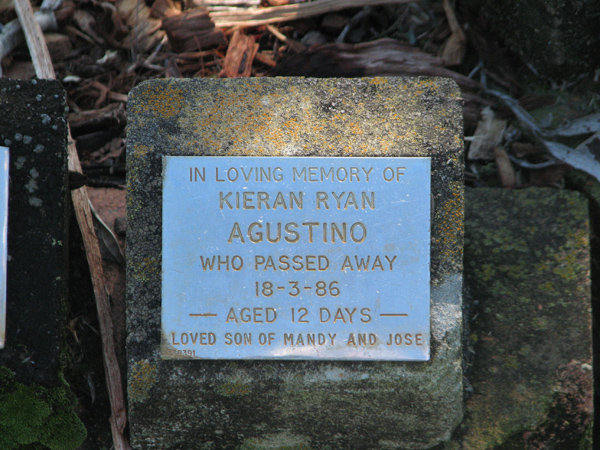 IN LOVING MEMORY OF
KIERAN RYAN
AGUSTINO
WHO PASSED AWAY
18-3-86
— AGED 12 DAYS —
LOVED SON OF MANDY AND JOSE